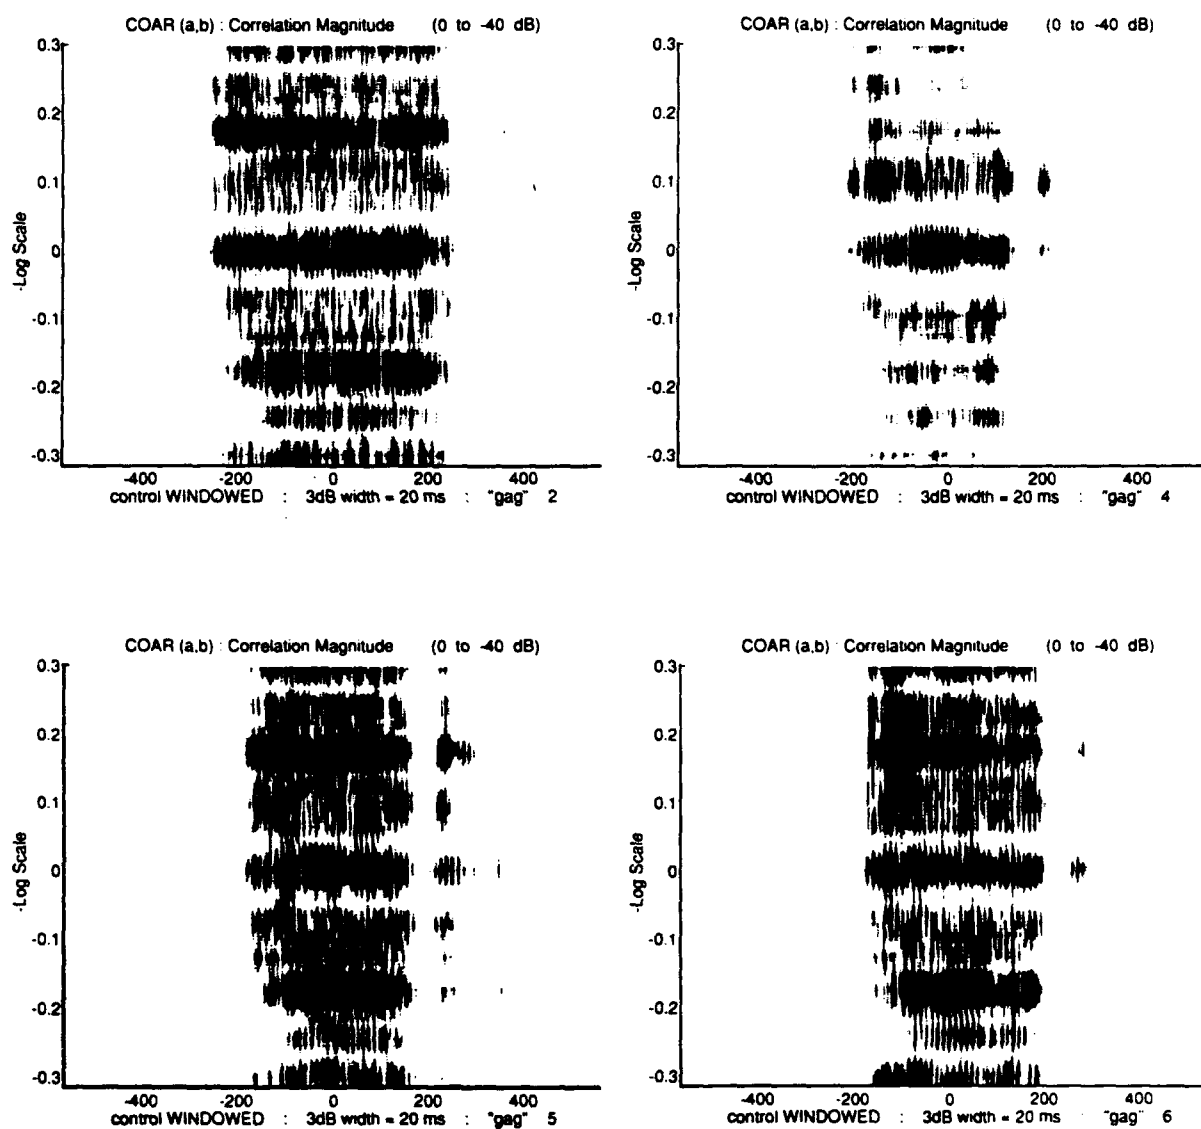 COAR (a,b) : Correlation Magnitude (0 to -40 dB)
0.3
0.2
0.1
0
-0.1
-0.2
-0.3
-Log Scale
-400 -200 0 200 400
control WINDOWED : 3dB width = 20 ms : "gag" 2
COAR (a,b) : Correlation Magnitude (0 to -40 dB)
0.3
0.2
0.1
0
-0.1
-0.2
-0.3
-Log Scale
-400 -200 0 200 400
control WINDOWED : 3dB width = 20 ms : "gag" 4
COAR (a,b) : Correlation Magnitude (0 to -40 dB)
0.3
0.2
0.1
0
-0.1
-0.2
-0.3
-Log Scale
-400 -200 0 200 400
control WINDOWED : 3dB width = 20 ms : "gag" 5
COAR (a,b) : Correlation Magnitude (0 to -40 dB)
0.3
0.2
0.1
0
-0.1
-0.2
-0.3
-Log Scale
-400 -200 0 200 400
control WINDOWED : 3dB width = 20 ms : "gag" 6